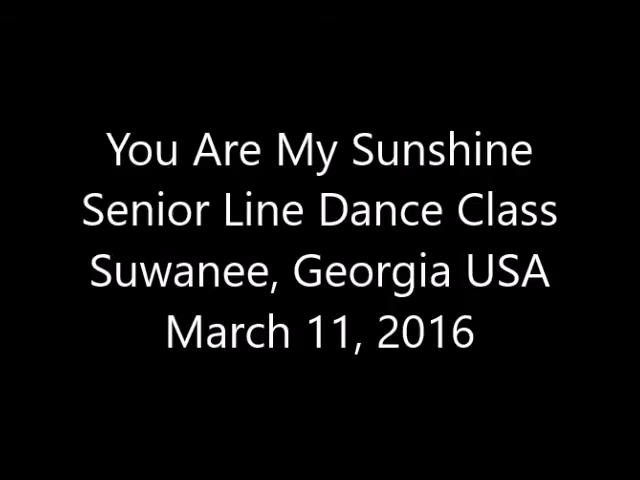 You Are My Sunshine
Senior Line Dance Class
Suwanee, Georgia USA
March 11, 2016